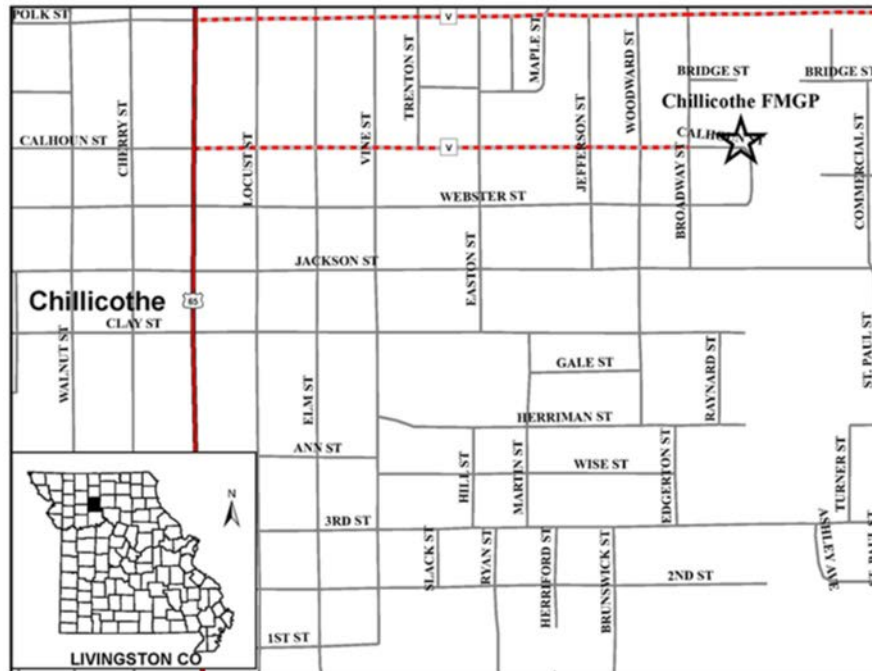 POLK ST
V
TRENTON ST
MAPLE ST
WOODWARD ST
BRIDGE ST
BRIDGE ST
Chillicothe FMGP
CALHOUN ST
CHERRY ST
LOCUST ST
VINE ST
V
JEFFERSON ST
BROADWAY ST
COMMERCIAL ST
WEBSTER ST
JACKSON ST
EASTON ST
Chillicothe
65
CLAY ST
WALNUT ST
ELM ST
GALE ST
RAYNARD ST
ST. PAUL ST
HERRIMAN ST
ANN ST
HILL ST
MARTIN ST
WISE ST
EDGERTON ST
TURNER ST
N
3RD ST
SLACK ST
RYAN ST
HERRIFORD ST
BRUNSWICK ST
2ND ST
ASHLEY AVE
1ST ST
LIVINGSTON CO